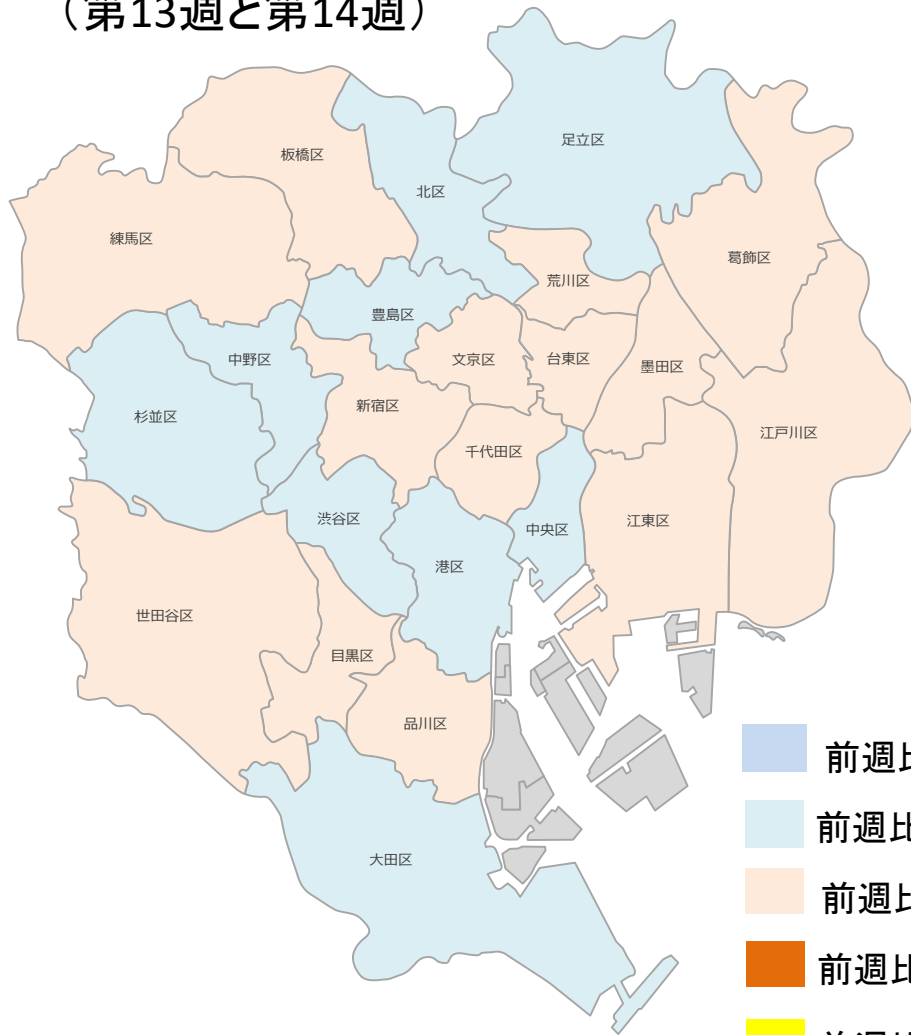 （第13週と第14週）
足立区
板橋区
北区
練馬区
葛飾区
荒川区
豊島区
中野区
文京区
台東区
墨田区
新宿区
杉並区
江戸川区
千代田区
渋谷区
中央区
江東区
港区
世田谷区
目黒区
品川区
大田区
前週比
前週比
前週比
前週比